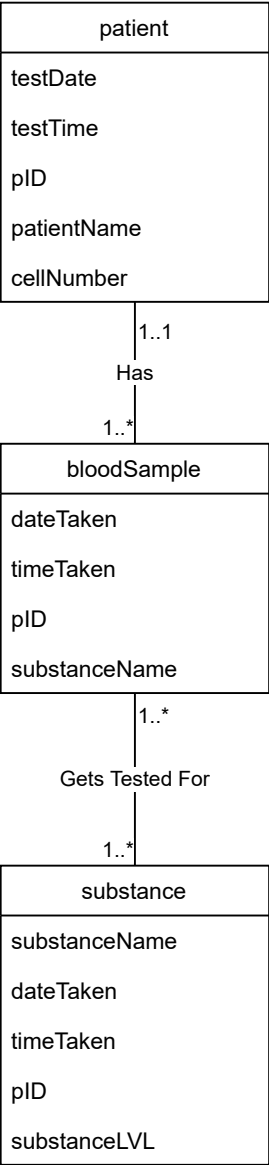 patient
testDate
testTime
pID
patientName
cellNumber
1..1
Has
1..*
bloodSample
dateTaken
timeTaken
pID
substanceName
1..*
Gets Tested For
1..*
substance
substanceName
dateTaken
timeTaken
pID
substanceLVL